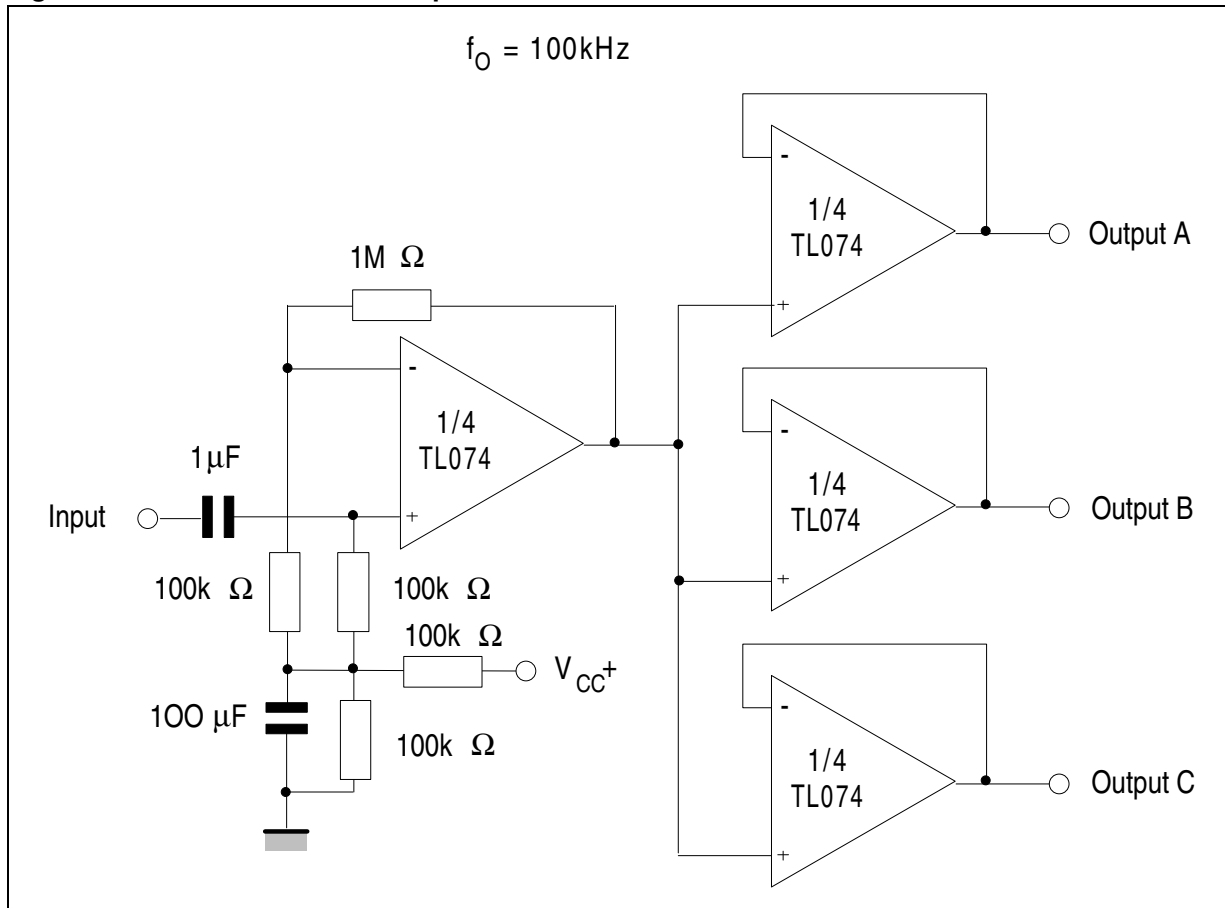 f_O = 100kHz
1M Ω
1/4
TL074
-
+
1µF
Input
100k Ω
100k Ω
100k Ω
V_CC+
1OO µF
100k Ω
1/4
TL074
-
+
Output A
1/4
TL074
-
+
Output B
1/4
TL074
-
+
Output C